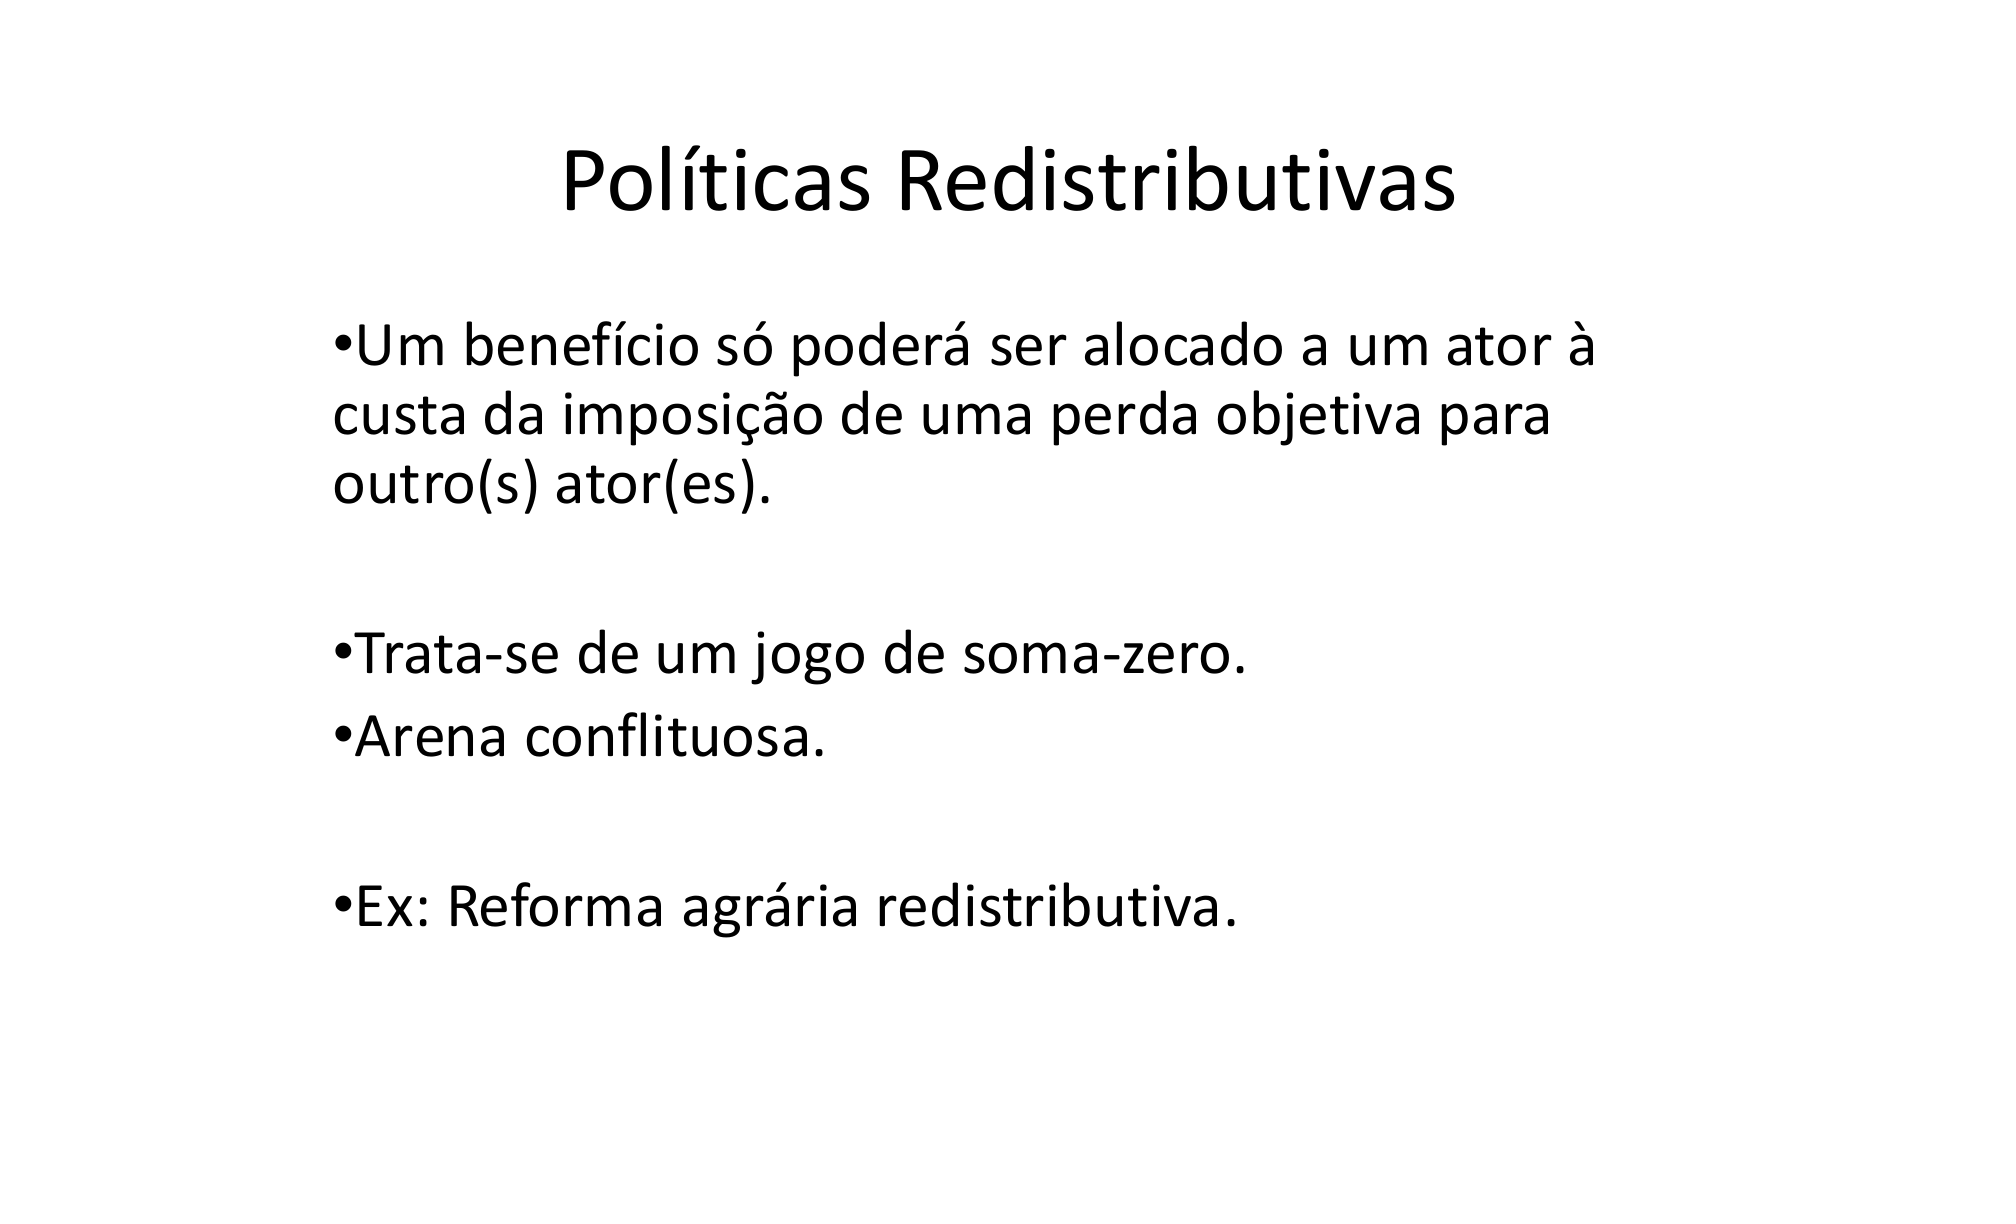 Políticas Redistributivas
•Um benefício só poderá ser alocado a um ator à
custa da imposição de uma perda objetiva para
outro(s) ator(es).
•Trata-se de um jogo de soma-zero.
•Arena conflituosa.
•Ex: Reforma agrária redistributiva.